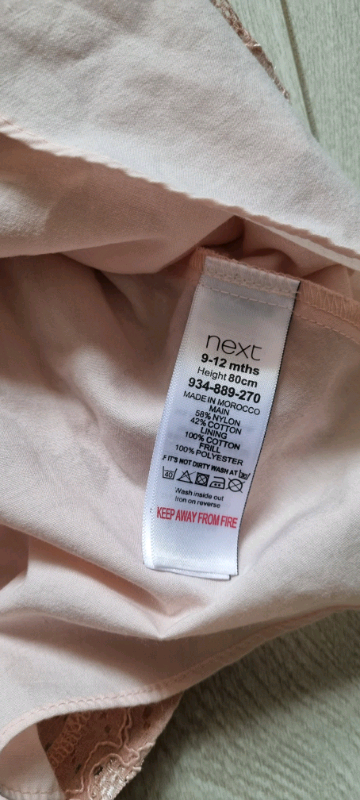 next
9-12 mths
Height 80cm
934-889-270
MADE IN MOROCCO
MAIN
58% NYLON
42% COTTON
LINING
100% COTTON
FRILL
100% POLYESTER
IF IT'S NOT DIRTY WASH AT 30
40
Wash inside out
Iron on reverse
KEEP AWAY FROM FIRE